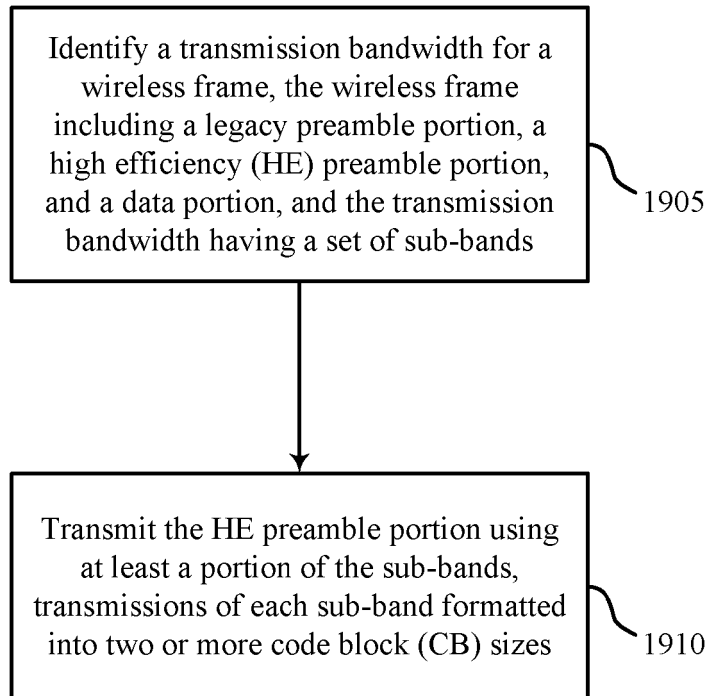 Identify a transmission bandwidth for a
wireless frame, the wireless frame
including a legacy preamble portion, a
high efficiency (HE) preamble portion,
and a data portion, and the transmission
bandwidth having a set of sub-bands
1905
Transmit the HE preamble portion using
at least a portion of the sub-bands,
transmissions of each sub-band formatted
into two or more code block (CB) sizes
1910